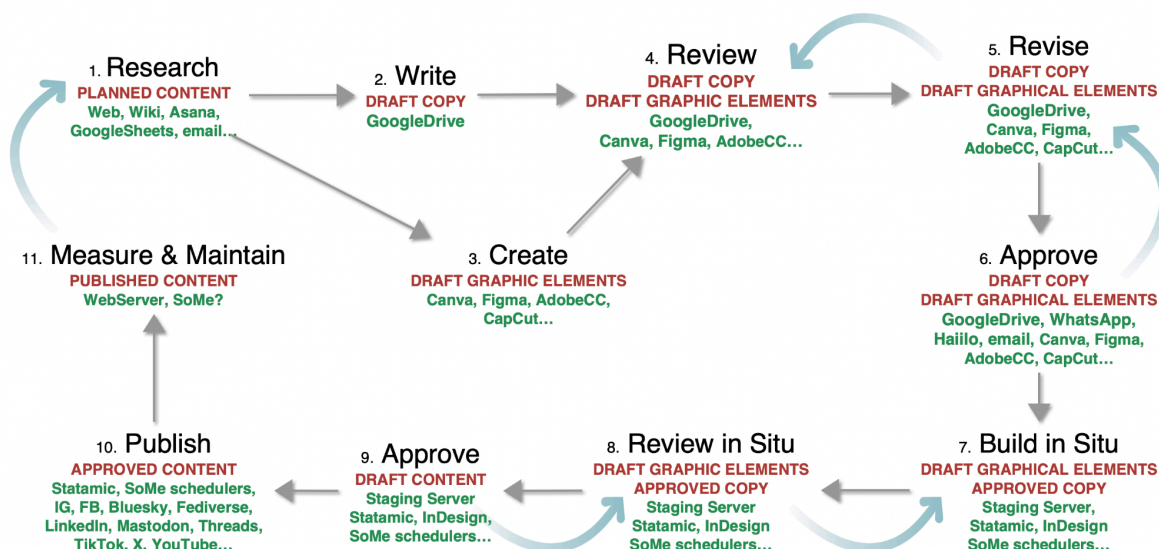 1. Research
PLANNED CONTENT
Web, Wiki, Asana,
GoogleSheets, email...
2. Write
DRAFT COPY
GoogleDrive
4. Review
DRAFT COPY
DRAFT GRAPHIC ELEMENTS
GoogleDrive,
Canva, Figma, AdobeCC...
5. Revise
DRAFT COPY
DRAFT GRAPHICAL ELEMENTS
GoogleDrive,
Canva, Figma,
AdobeCC, CapCut...
3. Create
DRAFT GRAPHIC ELEMENTS
Canva, Figma, AdobeCC,
CapCut...
6. Approve
DRAFT COPY
DRAFT GRAPHICAL ELEMENTS
GoogleDrive, WhatsApp,
Haiilo, email, Canva, Figma,
AdobeCC, CapCut...
7. Build in Situ
DRAFT GRAPHICAL ELEMENTS
APPROVED COPY
Staging Server,
Statamic, InDesign
SoMe schedulers...
8. Review in Situ
DRAFT GRAPHIC ELEMENTS
APPROVED COPY
Staging Server
Statamic, InDesign
SoMe schedulers...
9. Approve
DRAFT CONTENT
Staging Server
Statamic, InDesign,
SoMe schedulers...
10. Publish
APPROVED CONTENT
Statamic, SoMe schedulers,
IG, FB, Bluesky, Fediverse,
LinkedIn, Mastodon, Threads,
TikTok, X, YouTube...
11. Measure & Maintain
PUBLISHED CONTENT
WebServer, SoMe?